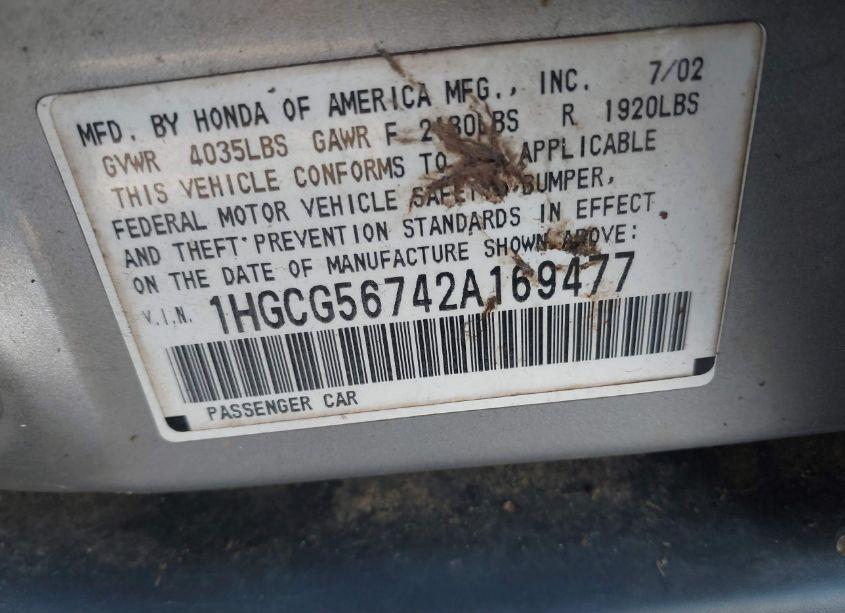 MFD. BY HONDA OF AMERICA MFG., INC. 7/02
GVWR 4035LBS GAWR F LBS R 1920LBS
THIS VEHICLE CONFORMS TO APPLICABLE
FEDERAL MOTOR VEHICLE SAFETY BUMPER,
AND THEFT PREVENTION STANDARDS IN EFFECT
ON THE DATE OF MANUFACTURE SHOWN ABOVE:
V.I.N. 1HGCG56742A169477
PASSENGER CAR